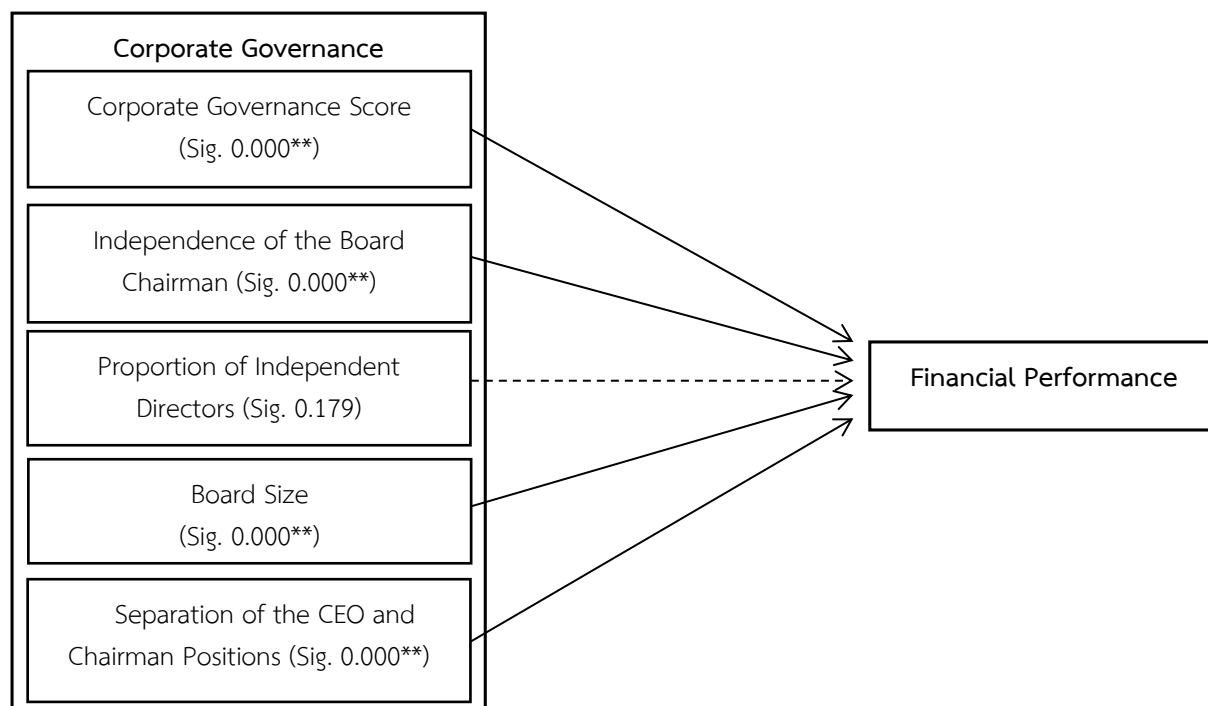 Corporate Governance
Corporate Governance Score
(Sig. 0.000**)
Independence of the Board
Chairman (Sig. 0.000**)
Proportion of Independent
Directors (Sig. 0.179)
Board Size
(Sig. 0.000**)
Separation of the CEO and
Chairman Positions (Sig. 0.000**)
Financial Performance